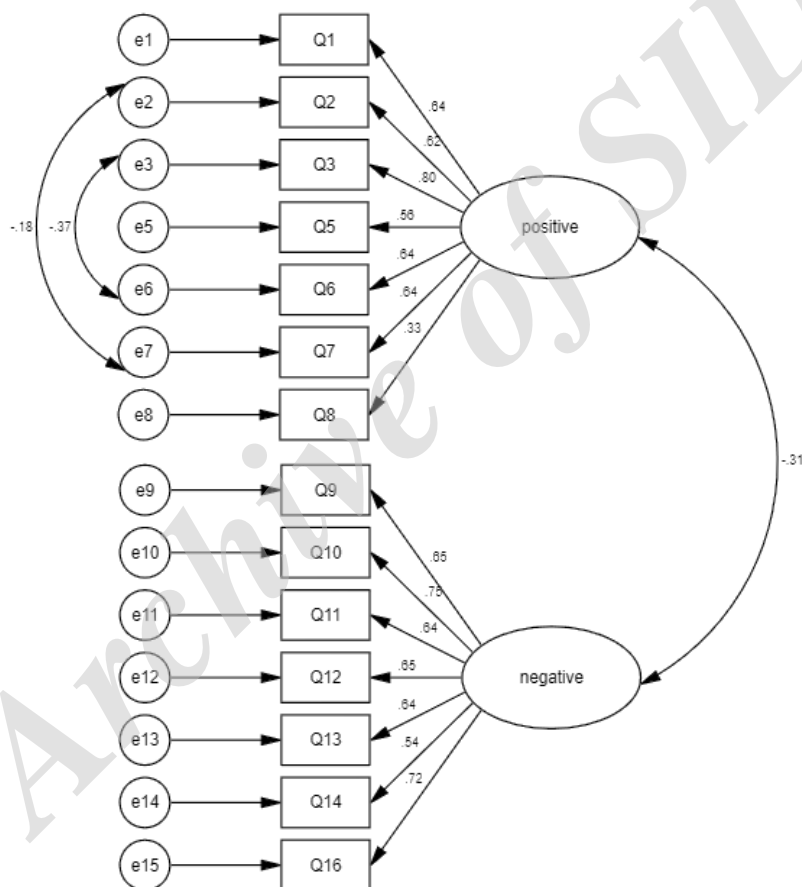 e1 Q1
.64
e2 Q2
.62
e3 Q3
.80
-.18 -.37 e5 Q5 .56 positive
.64
e6 Q6
.64
e7 Q7 .33
e8 Q8
-.31
e9 Q9
.65
e10 Q10
.75
e11 Q11 .64
e12 Q12 .65 negative
.64
e13 Q13
.54
e14 Q14 .72
e15 Q16
Archive of SID